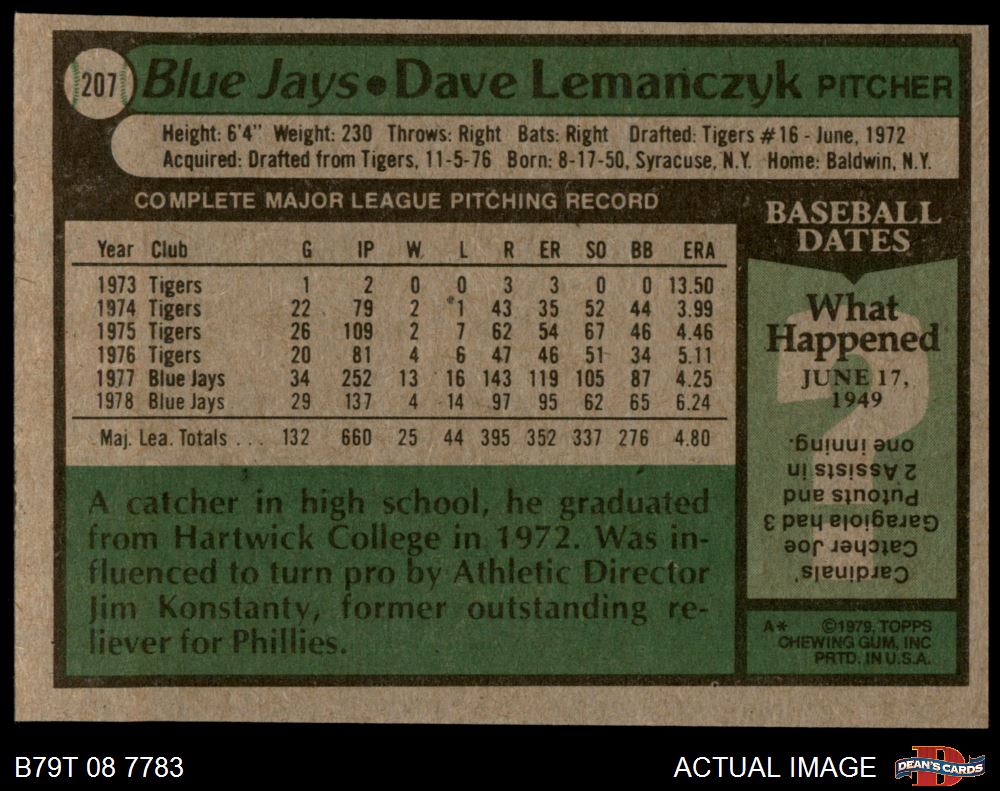 207 Blue Jays • Dave Lemanczyk PITCHER
Height: 6'4" Weight: 230 Throws: Right Bats: Right Drafted: Tigers #16 - June, 1972
Acquired: Drafted from Tigers, 11-5-76 Born: 8-17-50, Syracuse, N.Y. Home: Baldwin, N.Y.
COMPLETE MAJOR LEAGUE PITCHING RECORD
Year Club G IP W L R ER SO BB ERA
1973 Tigers 1 2 0 0 3 3 0 0 13.50
1974 Tigers 22 79 2 1 43 35 52 44 3.99
1975 Tigers 26 109 2 7 62 54 67 46 4.46
1976 Tigers 20 81 4 6 47 46 51 34 5.11
1977 Blue Jays 34 252 13 16 143 119 105 87 4.25
1978 Blue Jays 29 137 4 14 97 95 62 65 6.24
Maj. Lea. Totals . . . 132 660 25 44 395 352 337 276 4.80
A catcher in high school, he graduated
from Hartwick College in 1972. Was in-
fluenced to turn pro by Athletic Director
Jim Konstanty, former outstanding re-
liever for Phillies.
BASEBALL
DATES
What
Happened
JUNE 17,
1949
Cardinals'
Catcher Joe
Garagiola had 3
Putouts and
2 Assists in
one inning.
A* ©1979, TOPPS
CHEWING GUM, INC
PRTD. IN U.S.A.
B79T 08 7783
ACTUAL IMAGE
DEAN'S CARDS